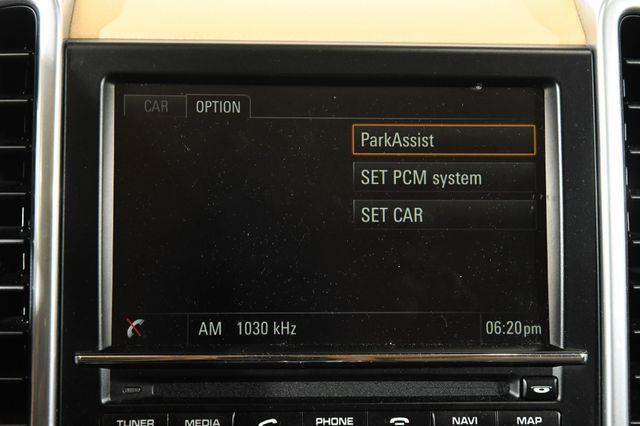 CAR OPTION
ParkAssist
SET PCM system
SET CAR
AM 1030 kHz 06:20pm
TUNER MEDIA PHONE NAVI MAP